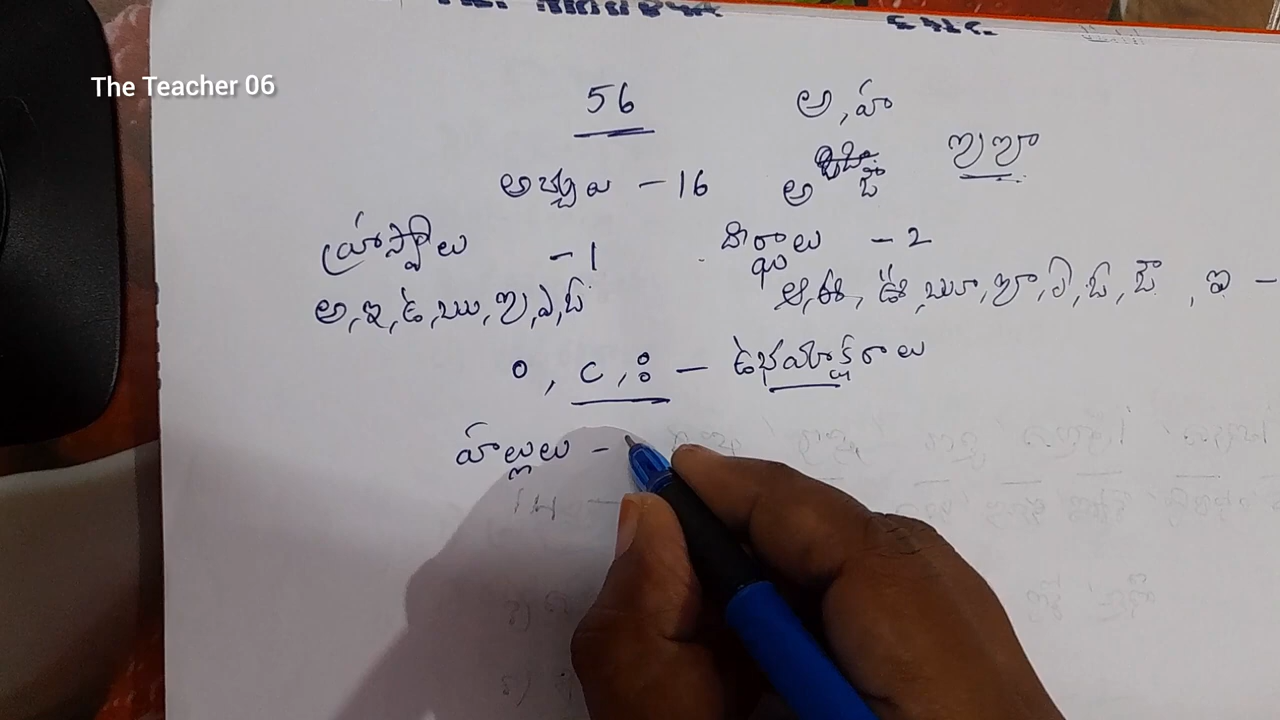 The Teacher 06
56 అ, హ
అచ్చులు - 16 అ ఔ ఌ ౡ
హ్రస్వాలు - 1 దీర్ఘాలు - 2
అ, ఇ, ఉ, ఋ, ఌ, ఎ, ఒ ఆ, ఈ, ఊ, ౠ, ౡ, ఏ, ఓ, ఔ, ఐ -
ం, ఁ, ః - ఉభయాక్షరాలు
హల్లులు -